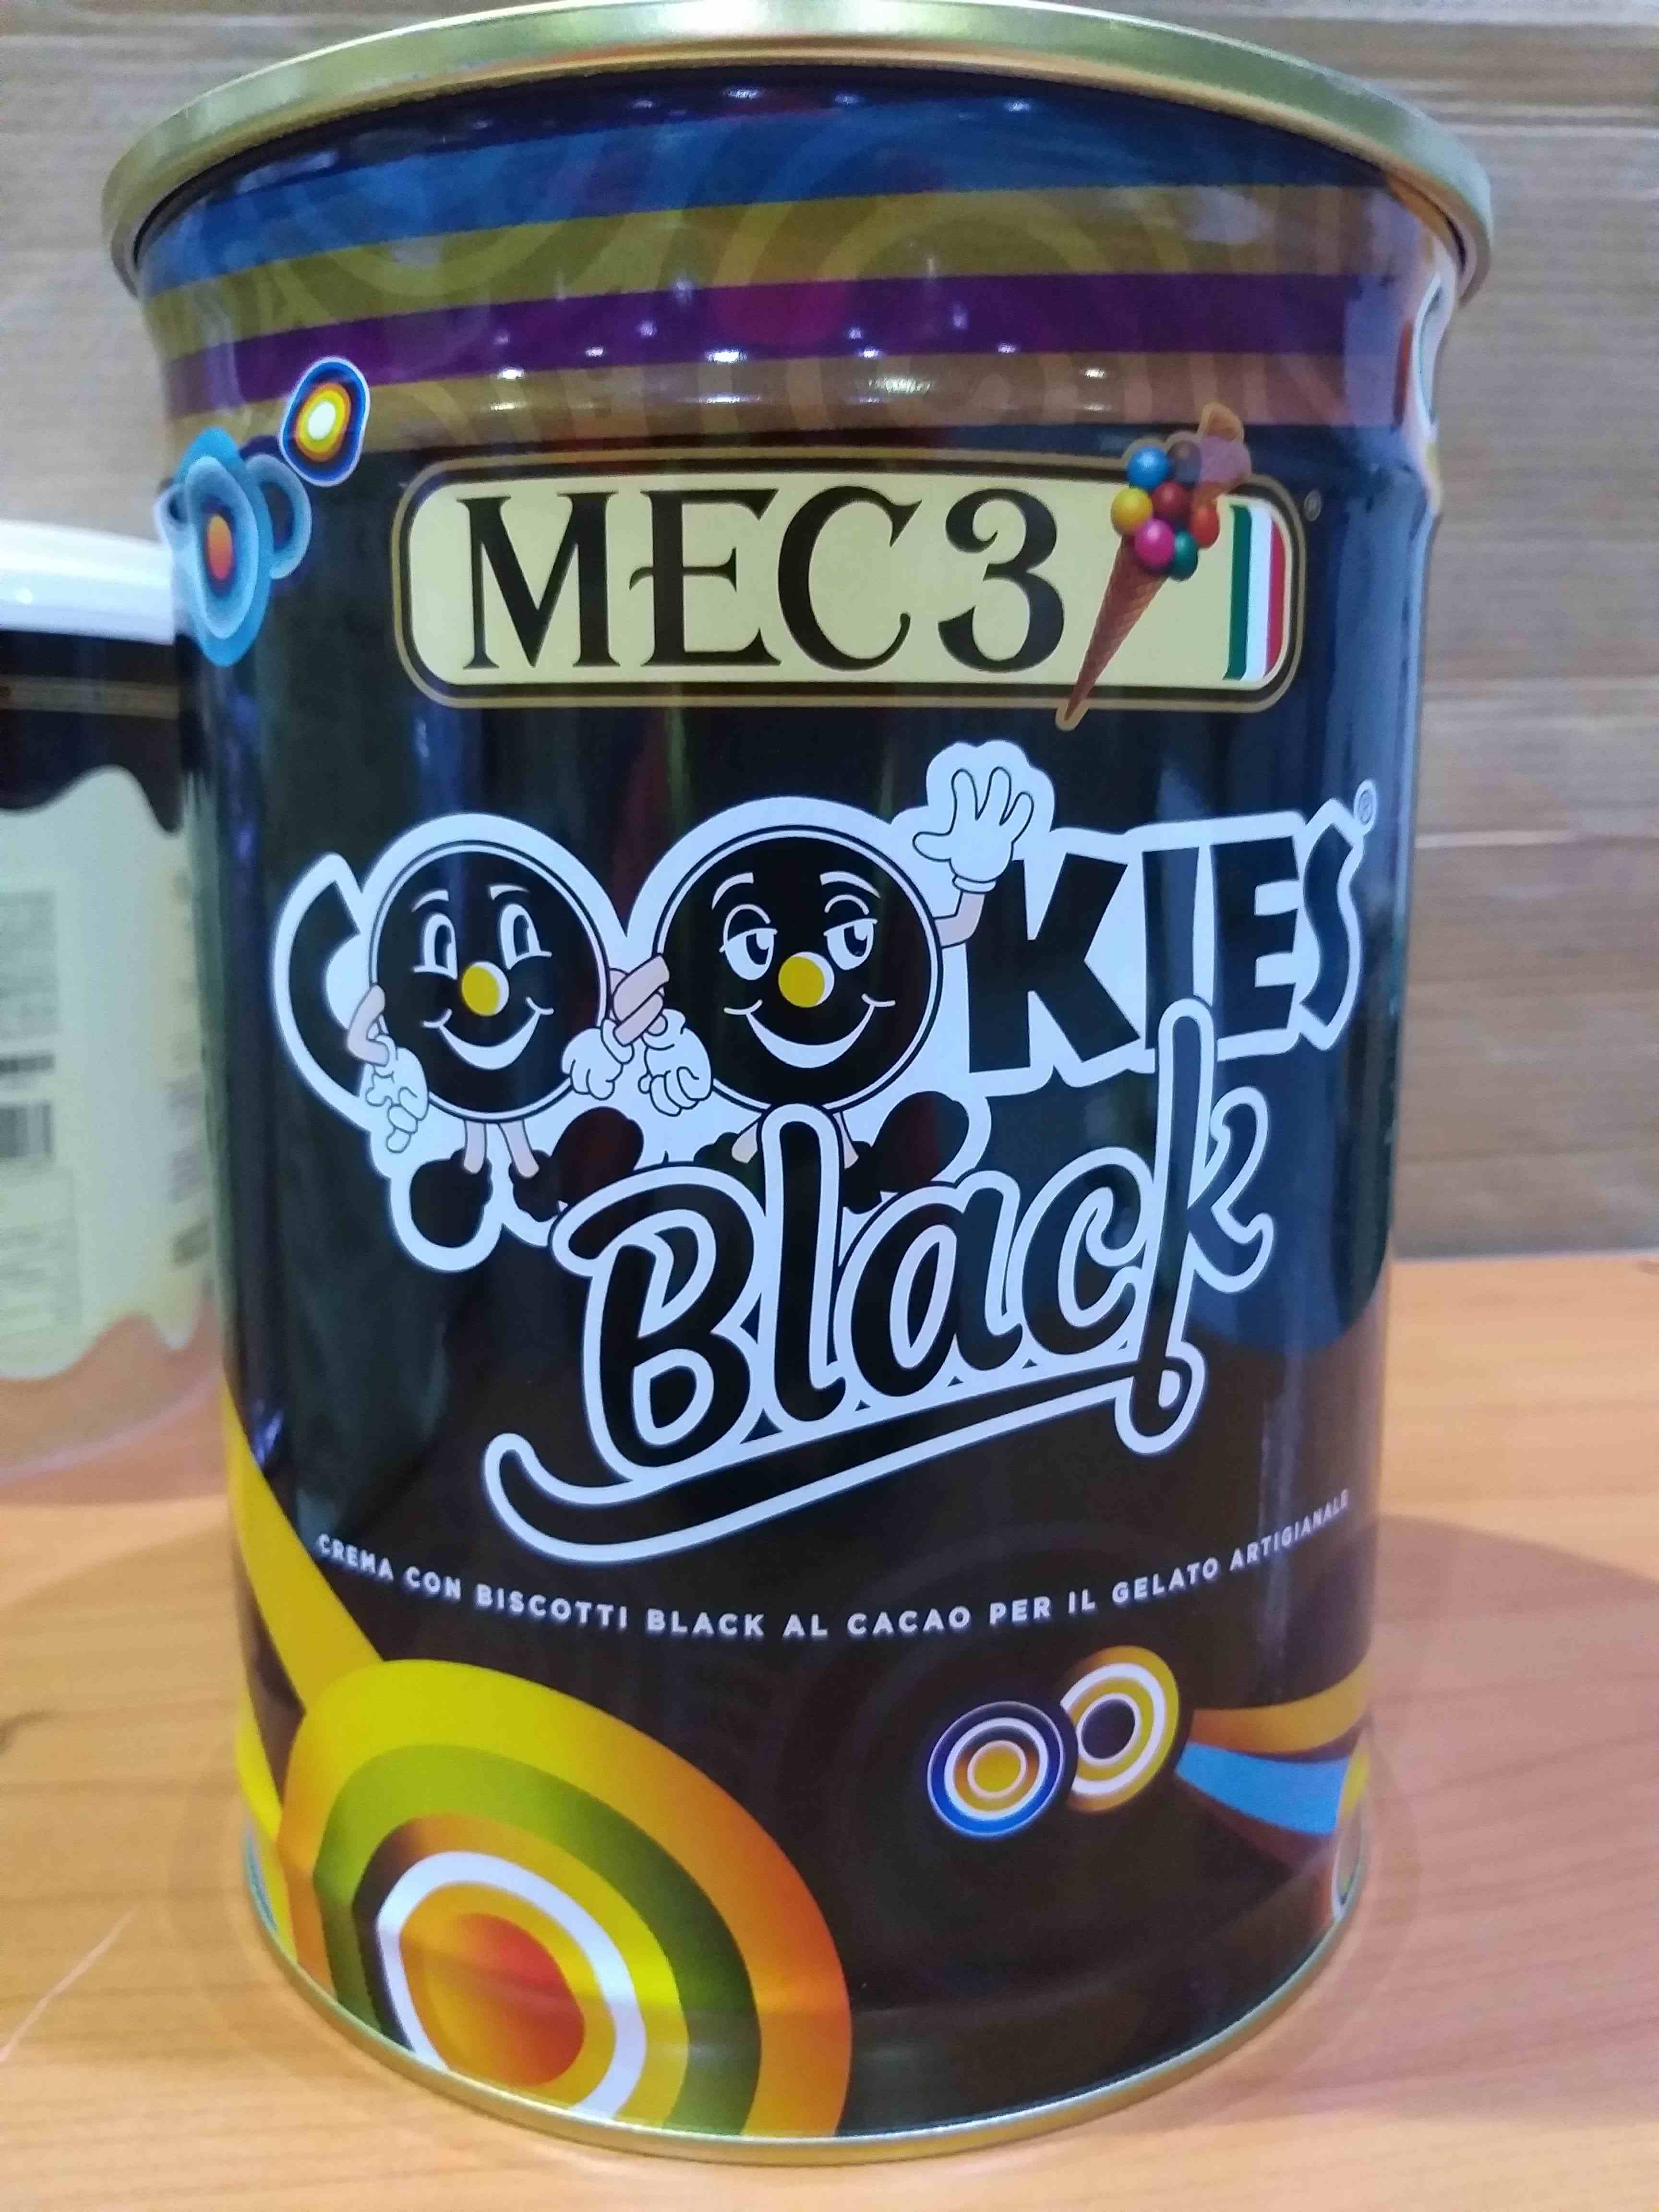 MEC3
®
COOKIES®
Black
CREMA CON BISCOTTI BLACK AL CACAO PER IL GELATO ARTIGIANALE